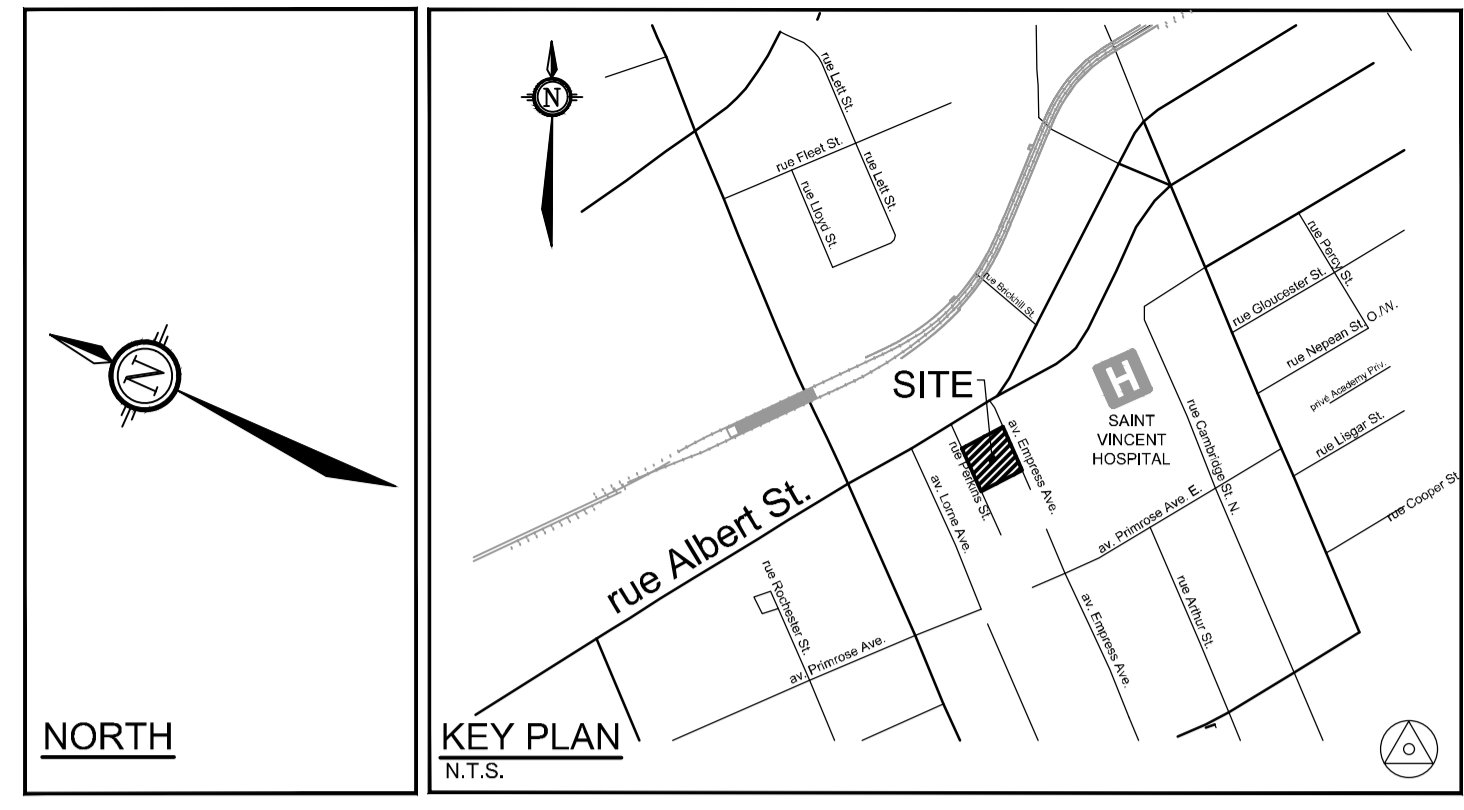 N
NORTH
N
rue Lett St.
rue Fleet St.
rue Lett St.
rue Lloyd St.
rue Brickhill St.
rue Percy St.
rue Gloucester St.
rue Nepean St. O./W.
privé Academy Priv.
rue Lisgar St.
rue Cooper St.
SITE
H
SAINT
VINCENT
HOSPITAL
rue Cambridge St. N.
av. Empress Ave.
rue Perkins St.
av. Lorne Ave.
rue Albert St.
av. Primrose Ave. E.
rue Rochester St.
av. Primrose Ave.
av. Empress Ave.
rue Arthur St.
KEY PLAN
N.T.S.